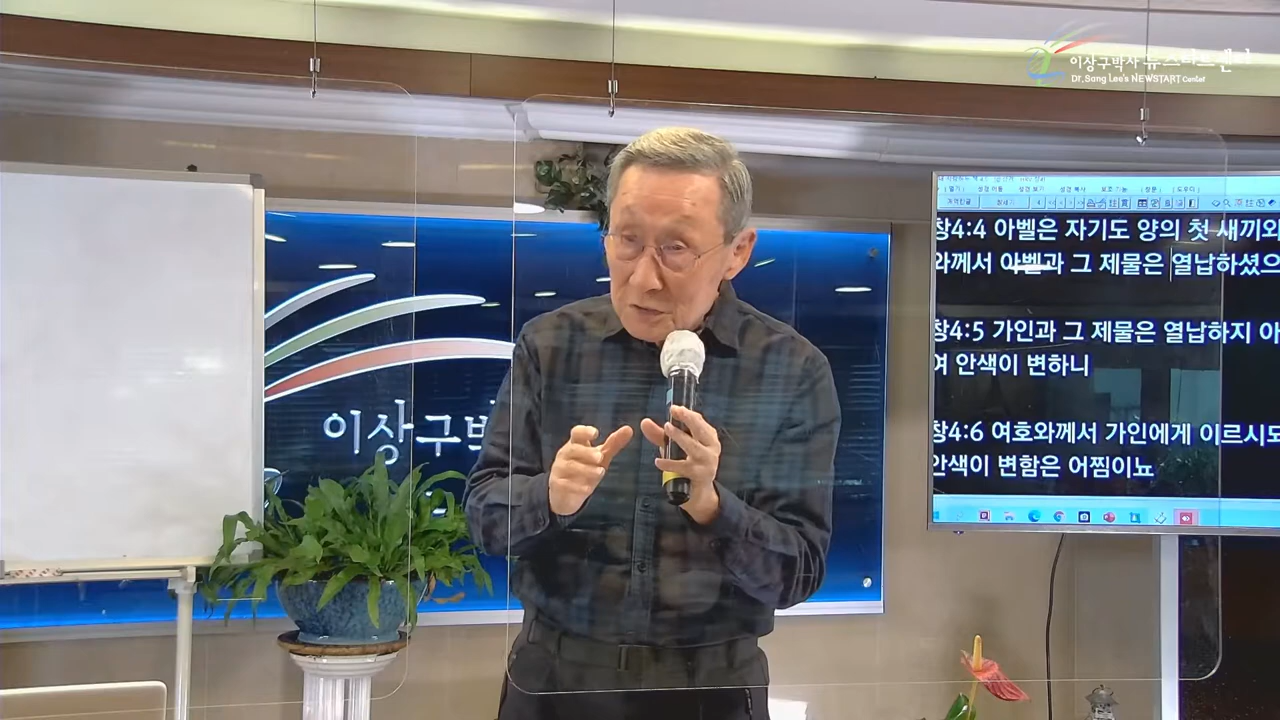 이상구박사 뉴스타트센터
Dr. Sang Lee's NEWSTART Center
이상구박
창4:4 아벨은 자기도 양의 첫 새끼와
와께서 아벨과 그 제물은 열납하셨으
창4:5 가인과 그 제물은 열납하지 아
여 안색이 변하니
창4:6 여호와께서 가인에게 이르시되
안색이 변함은 어찜이뇨